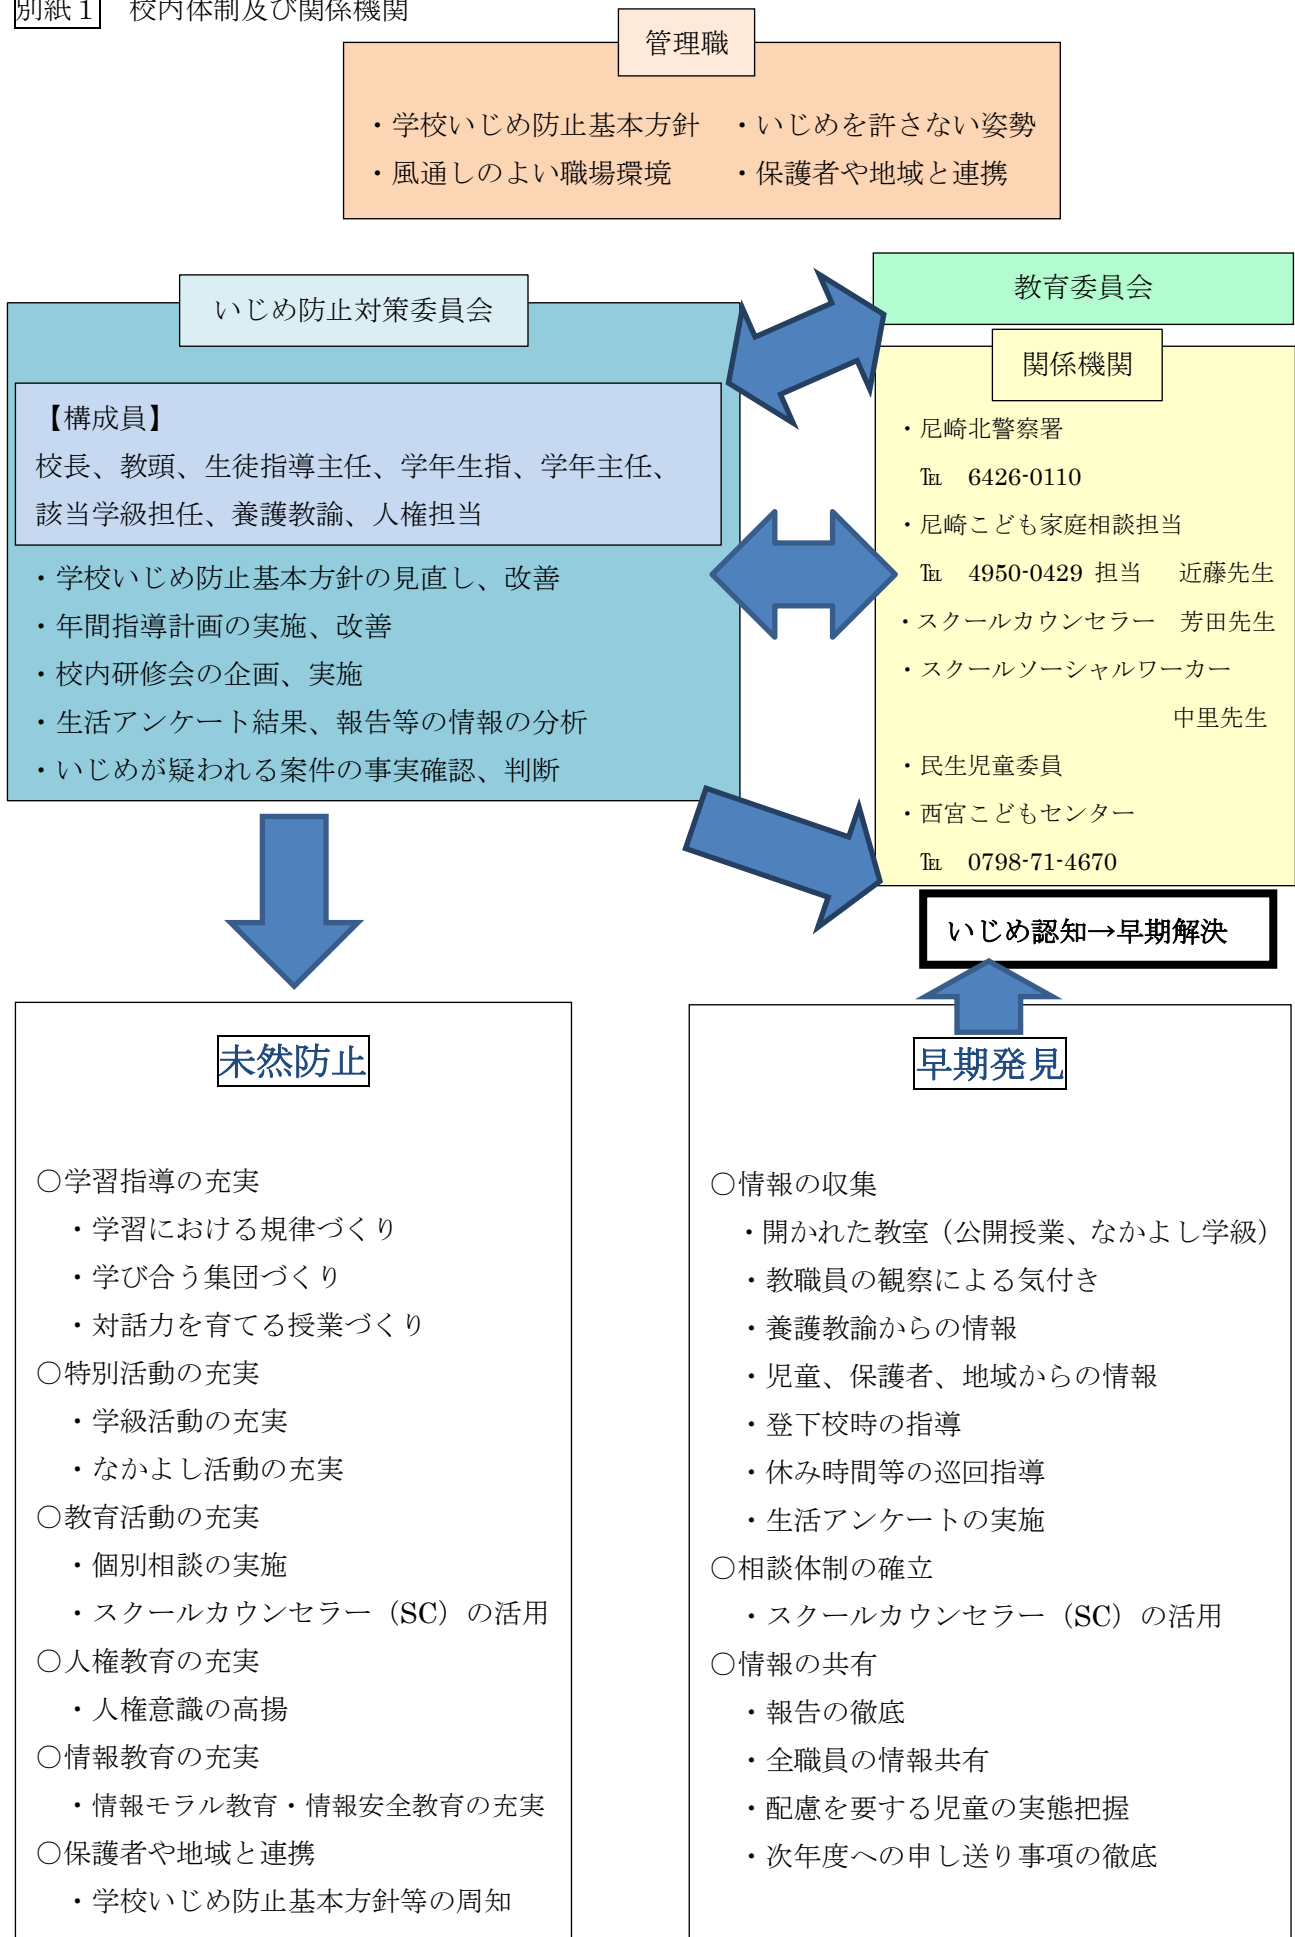 別紙１　校内体制及び関係機関
管理職
・学校いじめ防止基本方針　・いじめを許さない姿勢
・風通しのよい職場環境　・保護者や地域と連携
いじめ防止対策委員会
【構成員】
校長、教頭、生徒指導主任、学年生指、学年主任、
該当学級担任、養護教諭、人権担当
・学校いじめ防止基本方針の見直し、改善
・年間指導計画の実施、改善
・校内研修会の企画、実施
・生活アンケート結果、報告等の情報の分析
・いじめが疑われる案件の事実確認、判断
教育委員会
関係機関
・尼崎北警察署
℡　6426-0110
・尼崎こども家庭相談担当
℡　4950-0429 担当　近藤先生
・スクールカウンセラー　芳田先生
・スクールソーシャルワーカー
中里先生
・民生児童委員
・西宮こどもセンター
℡　0798-71-4670
いじめ認知→早期解決
未然防止
○学習指導の充実
・学習における規律づくり
・学び合う集団づくり
・対話力を育てる授業づくり
○特別活動の充実
・学級活動の充実
・なかよし活動の充実
○教育活動の充実
・個別相談の実施
・スクールカウンセラー（SC）の活用
○人権教育の充実
・人権意識の高揚
○情報教育の充実
・情報モラル教育・情報安全教育の充実
○保護者や地域と連携
・学校いじめ防止基本方針等の周知
早期発見
○情報の収集
・開かれた教室（公開授業、なかよし学級）
・教職員の観察による気付き
・養護教諭からの情報
・児童、保護者、地域からの情報
・登下校時の指導
・休み時間等の巡回指導
・生活アンケートの実施
○相談体制の確立
・スクールカウンセラー（SC）の活用
○情報の共有
・報告の徹底
・全職員の情報共有
・配慮を要する児童の実態把握
・次年度への申し送り事項の徹底